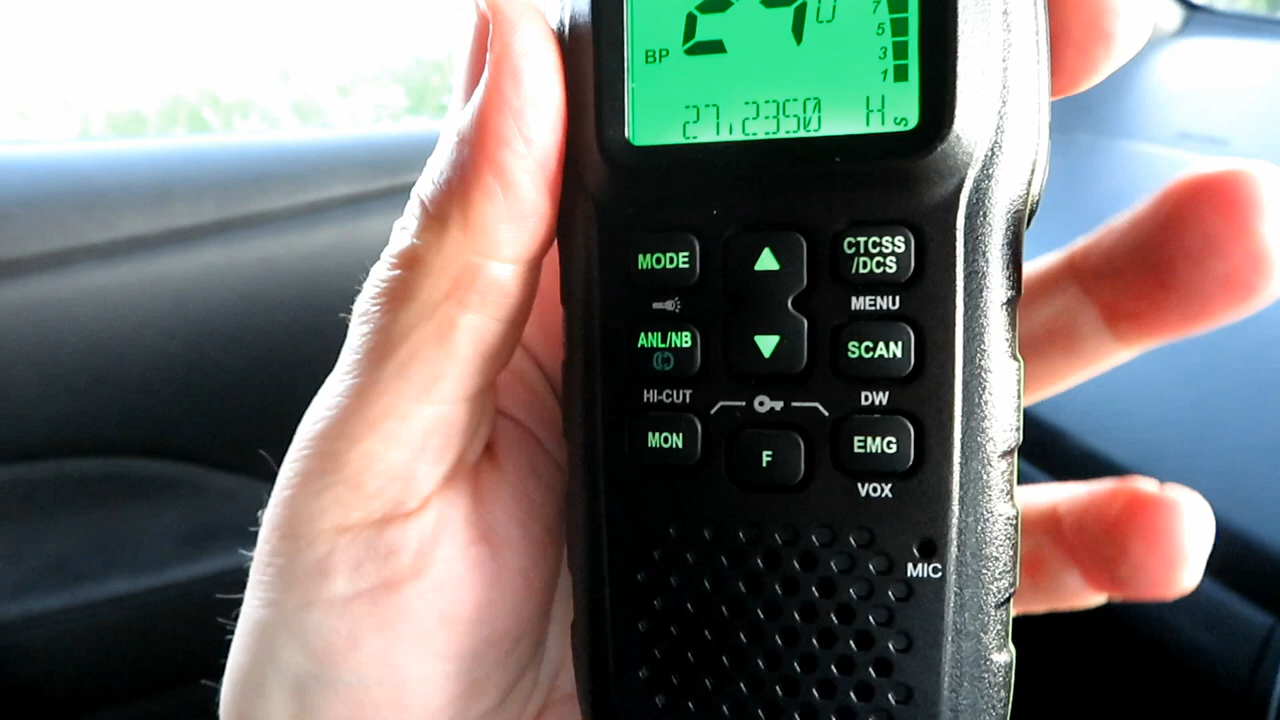 24 U
7
5
BP
3
1
27.2350 H S
MODE
CTCSS
/DCS
MENU
ANL/NB
SCAN
HI-CUT
DW
MON
F
EMG
VOX
MIC